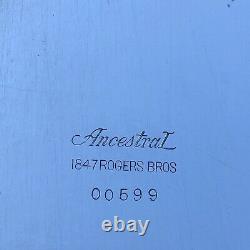 Ancestral
1847 ROGERS BROS
00599